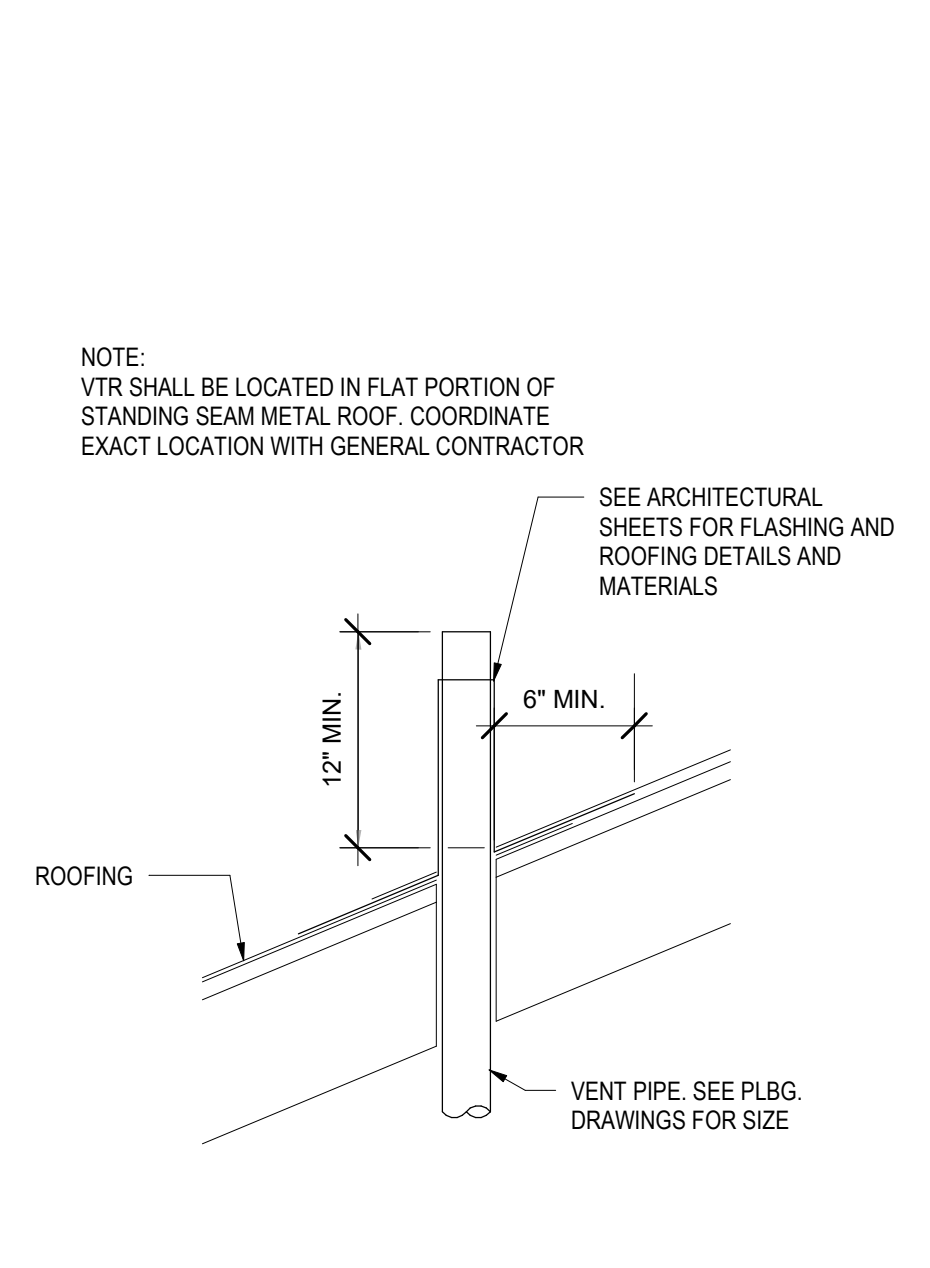 NOTE:
VTR SHALL BE LOCATED IN FLAT PORTION OF
STANDING SEAM METAL ROOF. COORDINATE
EXACT LOCATION WITH GENERAL CONTRACTOR
SEE ARCHITECTURAL
SHEETS FOR FLASHING AND
ROOFING DETAILS AND
MATERIALS
12" MIN.
6" MIN.
ROOFING
VENT PIPE. SEE PLBG.
DRAWINGS FOR SIZE